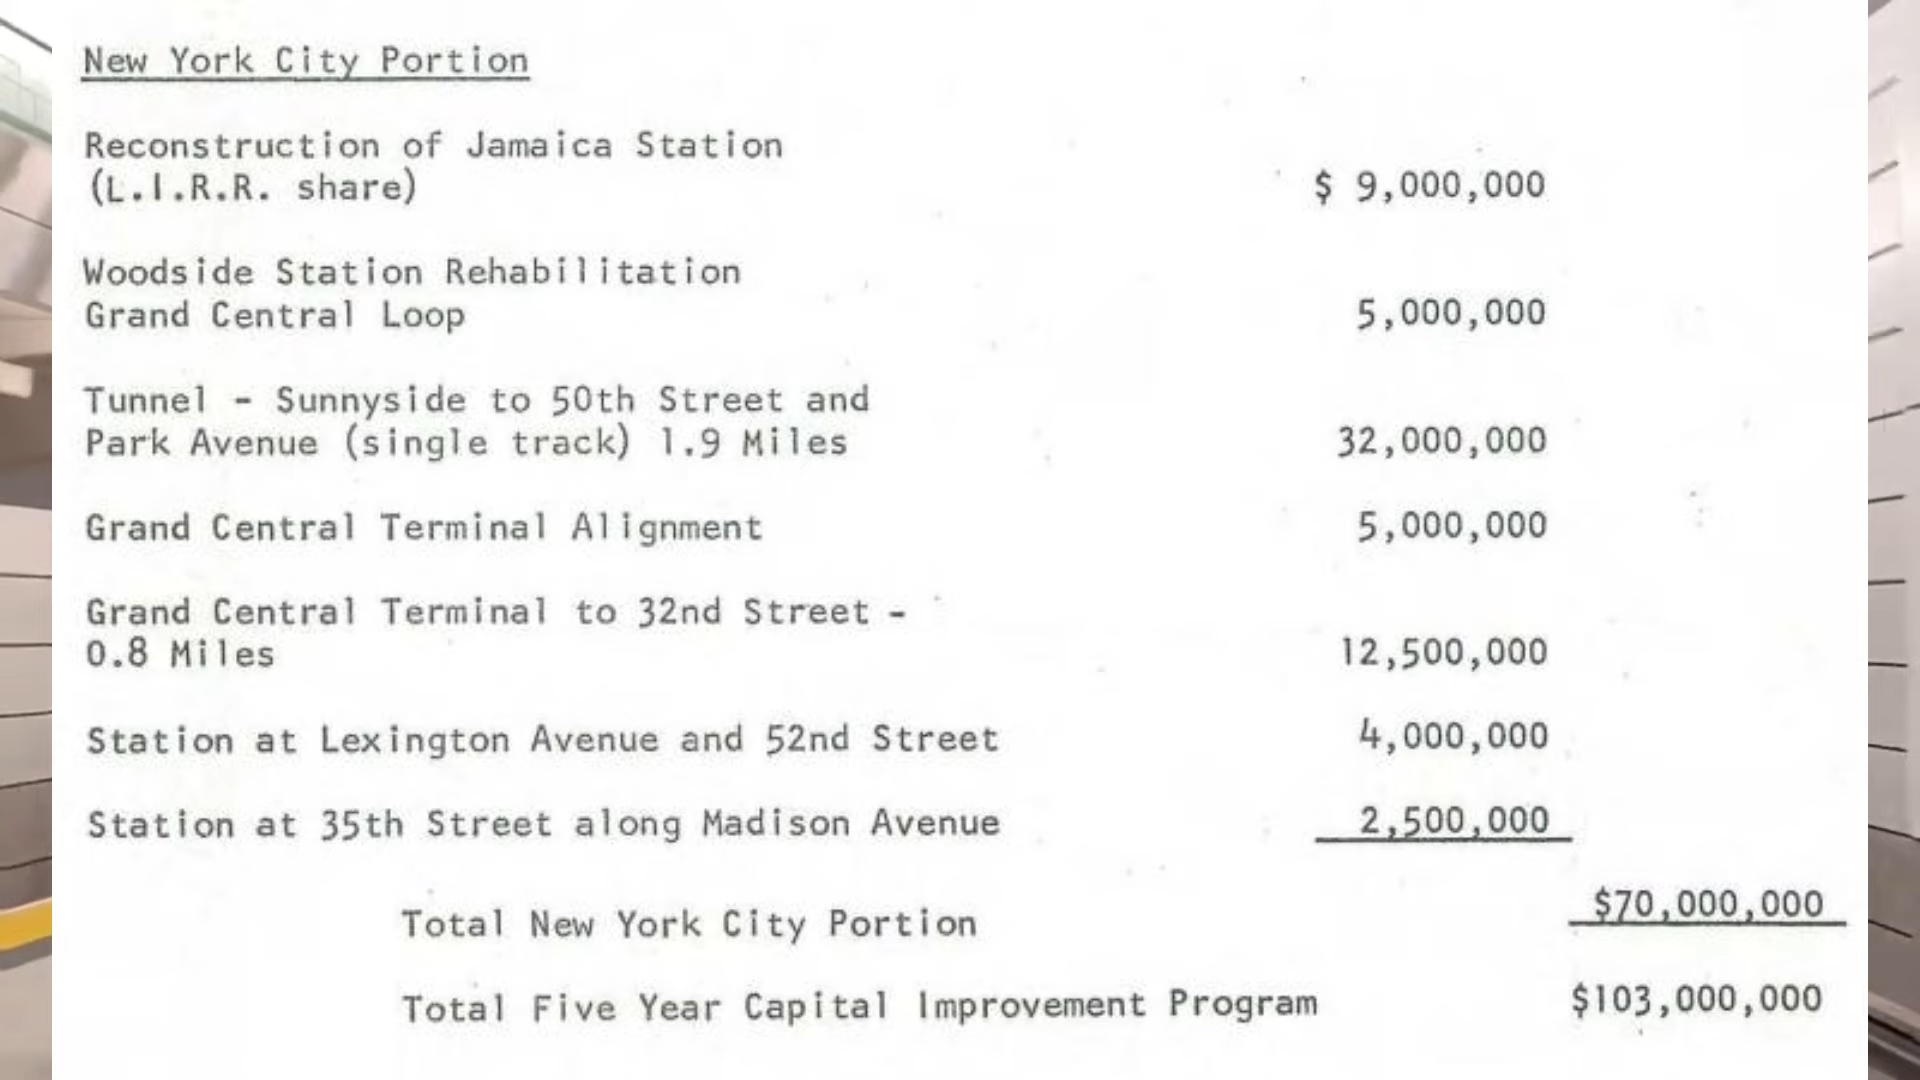 New York City Portion
Reconstruction of Jamaica Station
(L.I.R.R. share) $ 9,000,000
Woodside Station Rehabilitation
Grand Central Loop 5,000,000
Tunnel - Sunnyside to 50th Street and
Park Avenue (single track) 1.9 Miles 32,000,000
Grand Central Terminal Alignment 5,000,000
Grand Central Terminal to 32nd Street -
0.8 Miles 12,500,000
Station at Lexington Avenue and 52nd Street 4,000,000
Station at 35th Street along Madison Avenue 2,500,000
Total New York City Portion $70,000,000
Total Five Year Capital Improvement Program $103,000,000